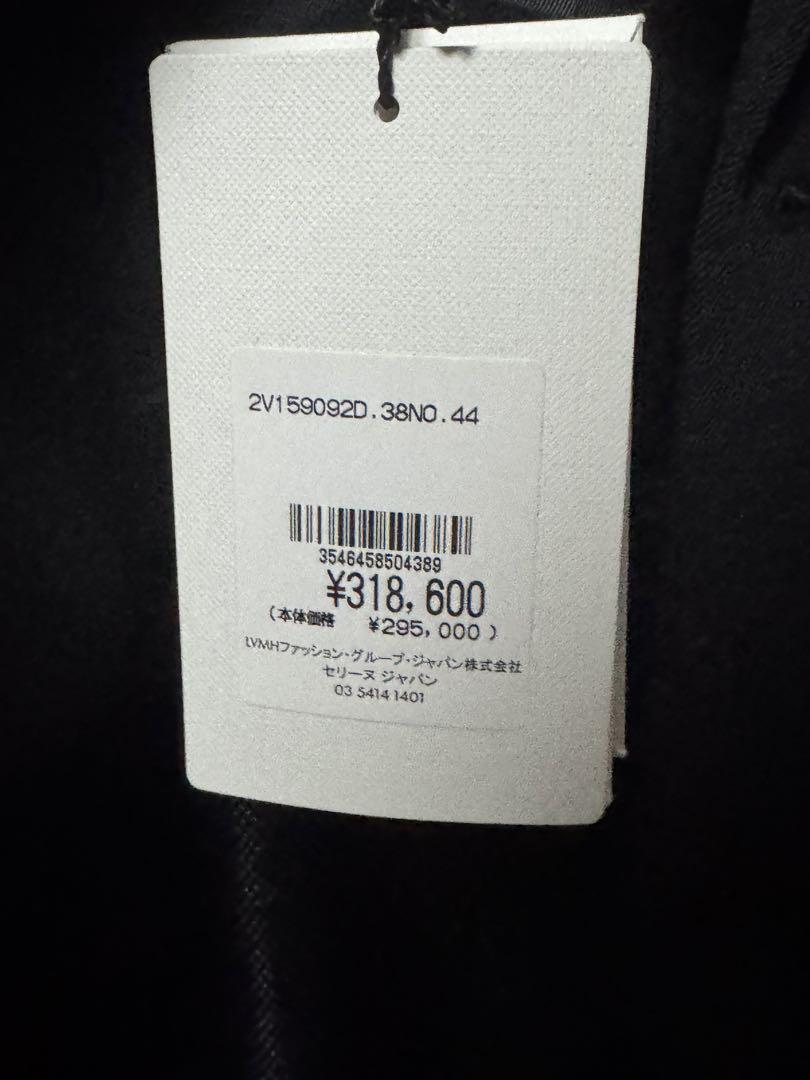 2V159092D.38NO.44
3546458504389
¥318,600
(本体価格 ¥295,000)
LVMHファッション・グループ・ジャパン株式会社
セリーヌ ジャパン
03 5414 1401